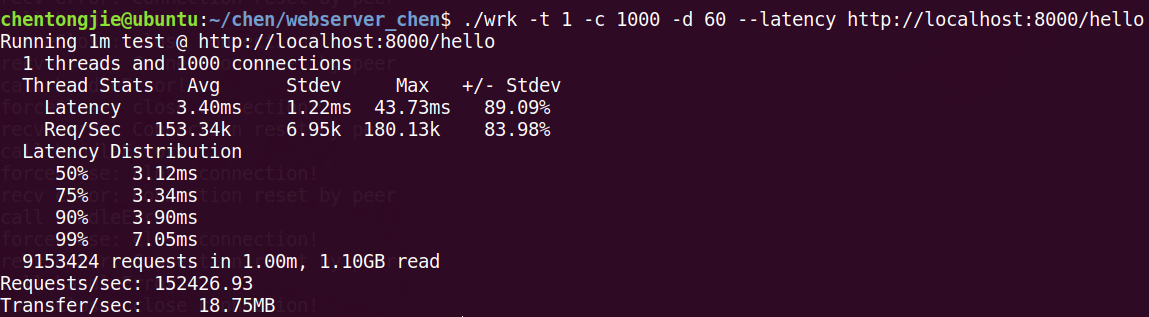 chentongjie@ubuntu:~/chen/webserver_chen$ ./wrk -t 1 -c 1000 -d 60 --latency http://localhost:8000/hello
Running 1m test @ http://localhost:8000/hello
  1 threads and 1000 connections
  Thread Stats   Avg      Stdev     Max   +/- Stdev
    Latency     3.40ms    1.22ms  43.73ms   89.09%
    Req/Sec   153.34k     6.95k  180.13k    83.98%
  Latency Distribution
     50%    3.12ms
     75%    3.34ms
     90%    3.90ms
     99%    7.05ms
  9153424 requests in 1.00m, 1.10GB read
Requests/sec: 152426.93
Transfer/sec:     18.75MB